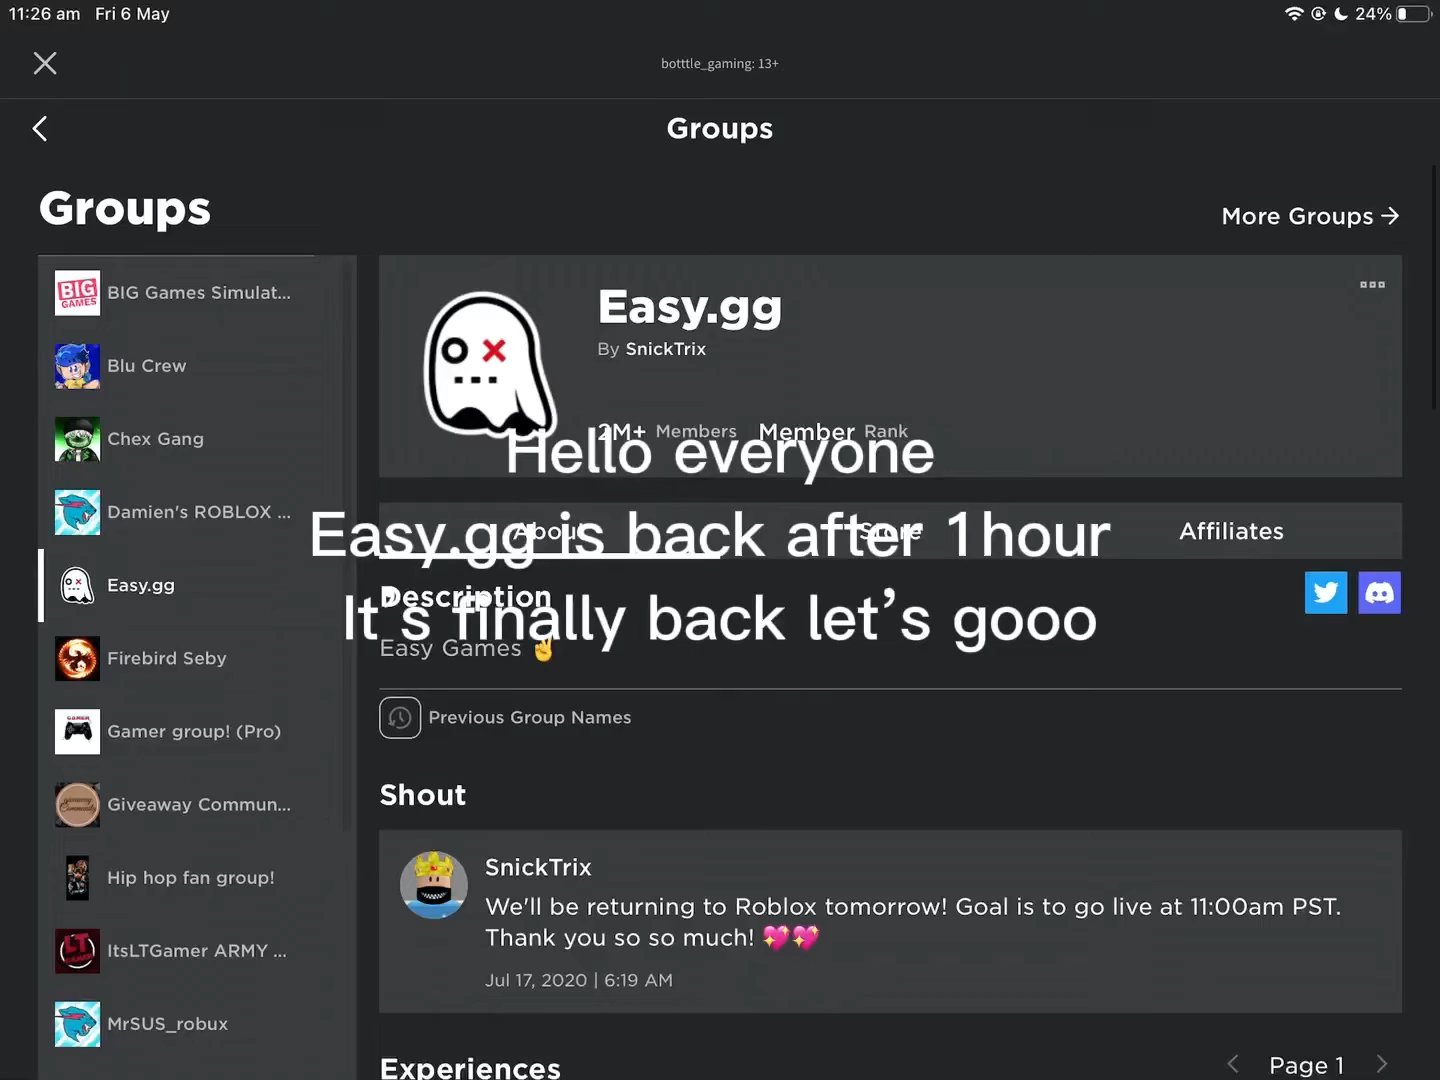 11:26 am Fri 6 May
24%
botttle_gaming: 13+
Groups
Groups
More Groups →
BIG GAMES
BIG Games Simulat...
Blu Crew
Chex Gang
Damien's ROBLOX ...
Easy.gg
Firebird Seby
GAMER
Gamer group! (Pro)
Giveaway Commun...
Hip hop fan group!
LT
ItsLTGamer ARMY ...
MrSUS_robux
Easy.gg
By SnickTrix
2M+ Members Member Rank
Hello everyone
Easy.gg is back after 1hour
It's finally back let's gooo
About
Store
Affiliates
Description
Easy Games ✌️
Previous Group Names
Shout
SnickTrix
We'll be returning to Roblox tomorrow! Goal is to go live at 11:00am PST.
Thank you so so much! 💖💖
Jul 17, 2020 | 6:19 AM
Experiences
Page 1